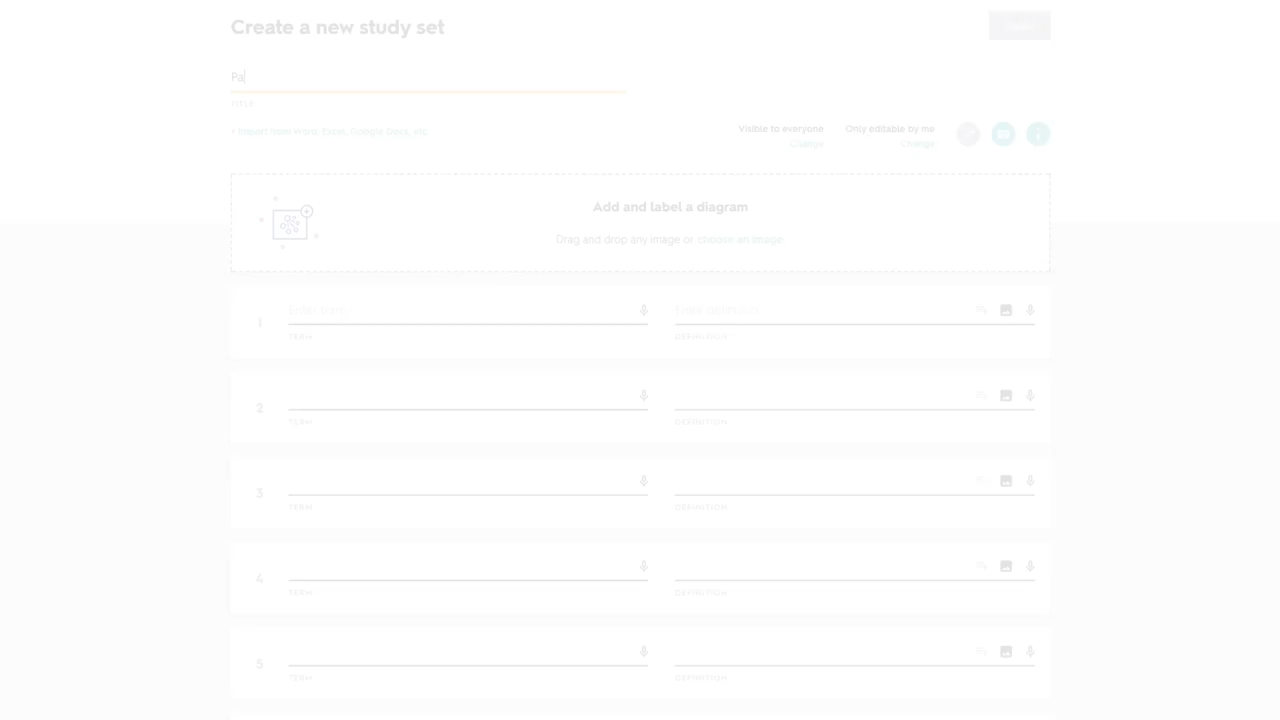 Create a new study set
Pa
TITLE
+ Import from Word, Excel, Google Docs, etc.
Visible to everyone
Change
Only editable by me
Change
Add and label a diagram
Drag and drop any image or choose an image
1
Enter term
TERM
Enter definition
DEFINITION
2
TERM
DEFINITION
3
TERM
DEFINITION
4
TERM
DEFINITION
5
TERM
DEFINITION